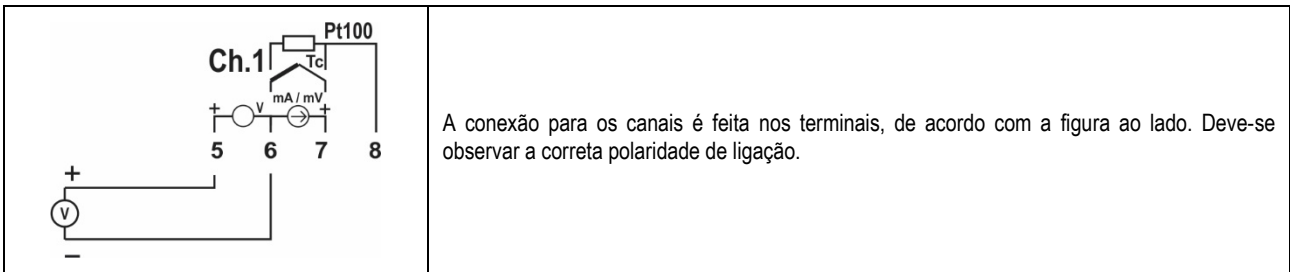 Pt100
Ch.1
Tc
mA / mV
+ V +
5 6 7 8
+
V
–
A conexão para os canais é feita nos terminais, de acordo com a figura ao lado. Deve-se
observar a correta polaridade de ligação.